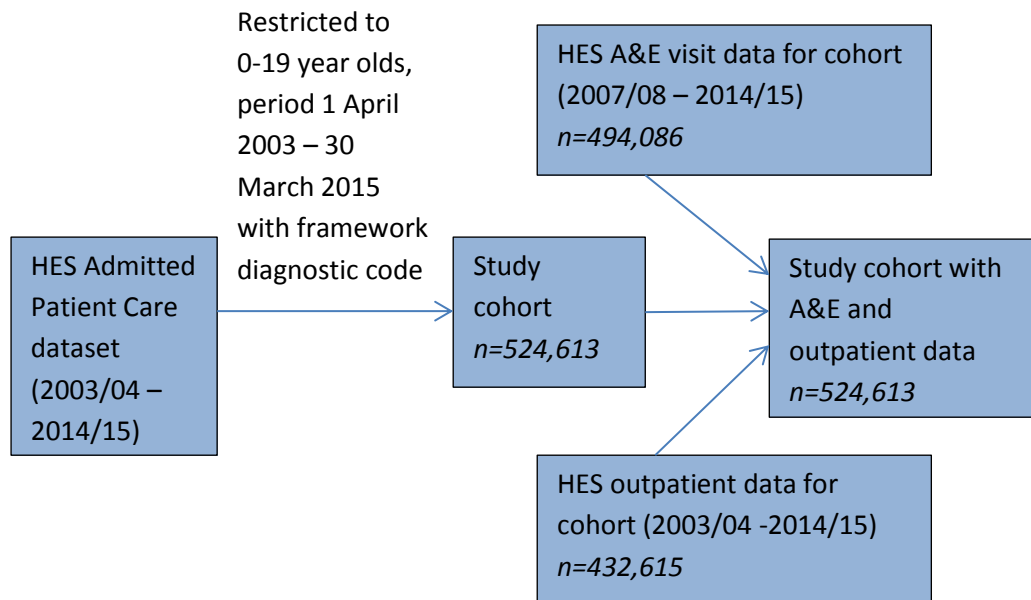 Restricted to
0-19 year olds,
period 1 April
2003 – 30
March 2015
with framework
diagnostic code
HES A&E visit data for cohort
(2007/08 – 2014/15)
n=494,086
HES Admitted
Patient Care
dataset
(2003/04 –
2014/15)
Study
cohort
n=524,613
Study cohort with
A&E and
outpatient data
n=524,613
HES outpatient data for
cohort (2003/04 -2014/15)
n=432,615